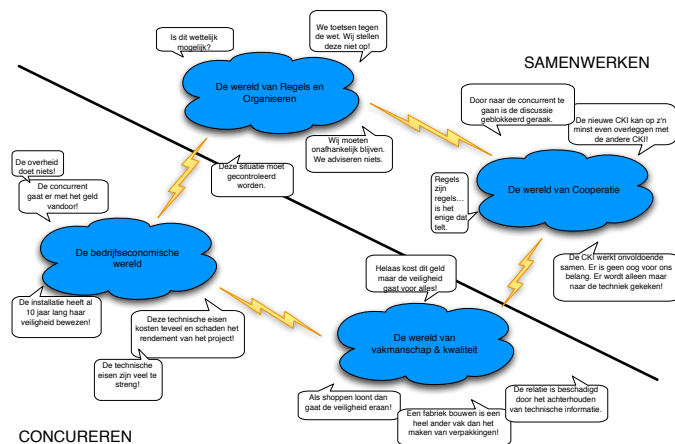 We toetsen tegen
de wet. Wij stellen
deze niet op!
Is dit wettelijk
mogelijk?
SAMENWERKEN
De wereld van Regels en
Organiseren
Door naar de concurrent te
gaan is de discussie
geblokkeerd geraak.
De nieuwe CKI kan op z'n
minst even overleggen met
de andere CKI!
Wij moeten
onafhankelijk blijven.
We adviseren niets.
De overheid
doet niets!
Deze situatie moet
gecontroleerd
worden.
De concurrent
gaat er met het geld
vandoor!
Regels
zijn
regels...
is het
enige dat
telt.
De wereld van Cooperatie
De bedrijfseconomische
wereld
Helaas kost dit geld
maar de veiligheid
gaat voor alles!
De CKI werkt onvoldoende
samen. Er is geen oog voor ons
belang. Er wordt alleen maar
naar de techniek gekeken!
De installatie heeft al
10 jaar lang haar
veiligheid bewezen!
Deze technische eisen
kosten teveel en schaden het
rendement van het project!
De wereld van
vakmanschap & kwaliteit
De technische
eisen zijn veel te
streng!
Als shoppen loont dan
gaat de veiligheid eraan!
De relatie is beschadigd
door het achterhouden
van technische informatie.
Een fabriek bouwen is een
heel ander vak dan het
maken van verpakkingen!
CONCUREREN